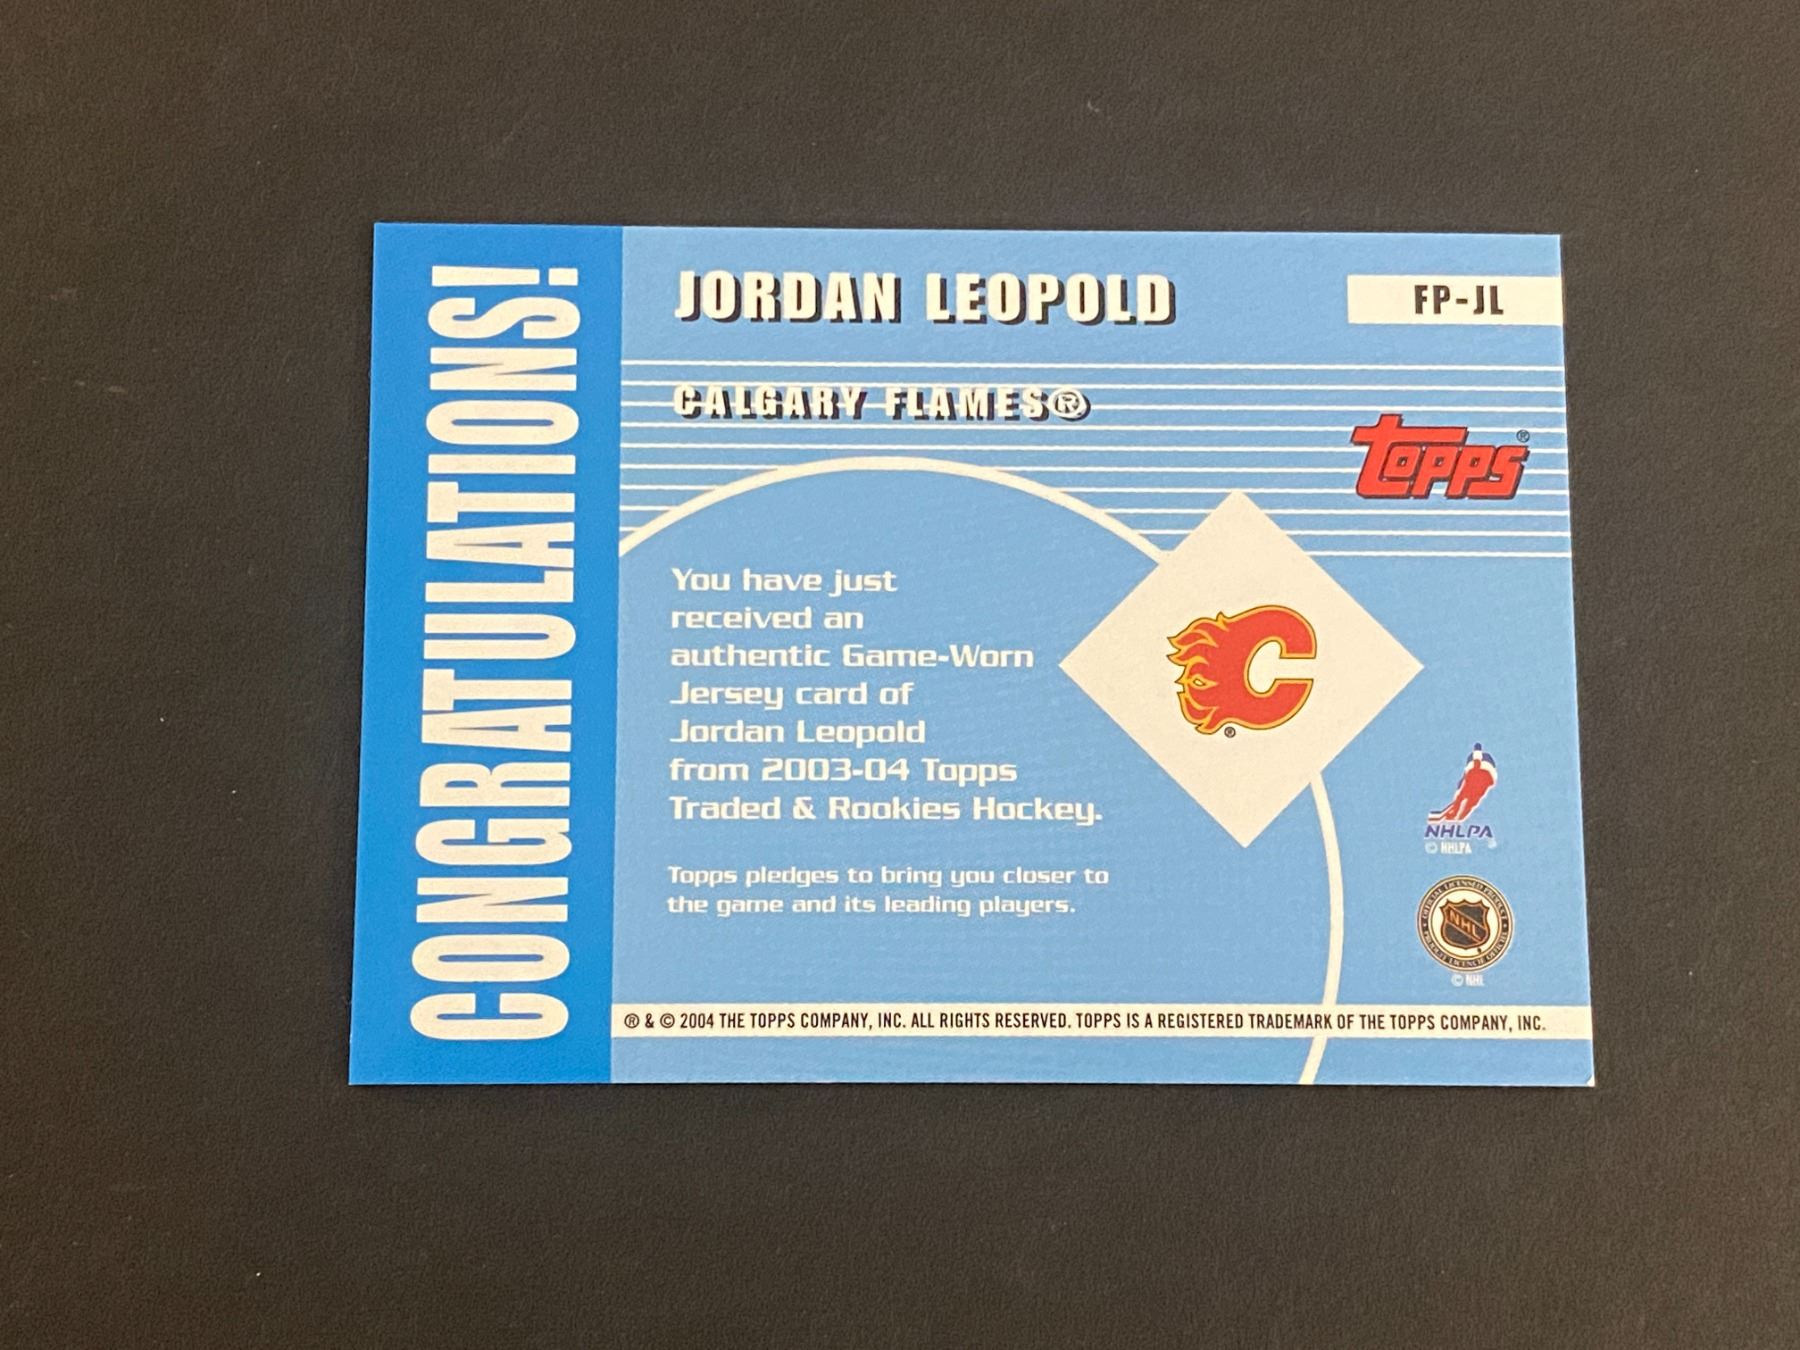 CONGRATULATIONS!
JORDAN LEOPOLD
FP-JL
CALGARY FLAMES®
topps®
You have just
received an
authentic Game-Worn
Jersey card of
Jordan Leopold
from 2003-04 Topps
Traded & Rookies Hockey.
C
®
Topps pledges to bring you closer to
the game and its leading players.
NHLPA
© NHLPA
NHL
© NHL
® & © 2004 THE TOPPS COMPANY, INC. ALL RIGHTS RESERVED. TOPPS IS A REGISTERED TRADEMARK OF THE TOPPS COMPANY, INC.